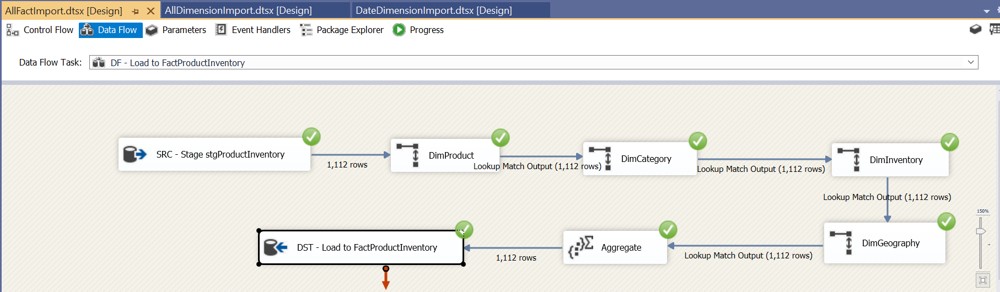 AllFactImport.dtsx [Design]
AllDimensionImport.dtsx [Design]
DateDimensionImport.dtsx [Design]
Control Flow
Data Flow
Parameters
Event Handlers
Package Explorer
Progress
Data Flow Task:
DF - Load to FactProductInventory
SRC - Stage stgProductInventory
1,112 rows
DimProduct
Lookup Match Output (1,112 rows)
DimCategory
Lookup Match Output (1,112 rows)
DimInventory
Lookup Match Output (1,112 rows)
DimGeography
Lookup Match Output (1,112 rows)
Aggregate
1,112 rows
DST - Load to FactProductInventory
150%